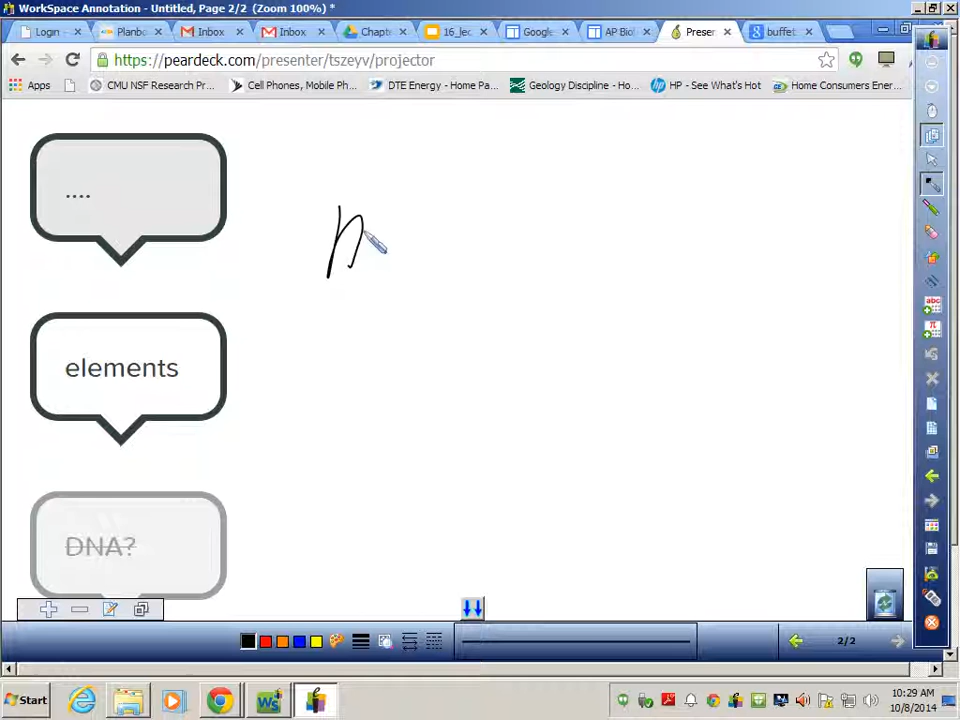 WorkSpace Annotation - Untitled, Page 2/2 (Zoom 100%) *
Login
Planbo
Inbox
Inbox
Chapte
16_lec
Google
AP Biol
Presen
buffet
https://peardeck.com/presenter/tszeyv/projector
Apps
CMU NSF Research Pr...
Cell Phones, Mobile Ph...
DTE Energy - Home Pa...
Geology Discipline - Ho...
HP - See What's Hot
Home Consumers Ener...
....
n
elements
DNA?
abc
π
2/2
Start
10:29 AM
10/8/2014